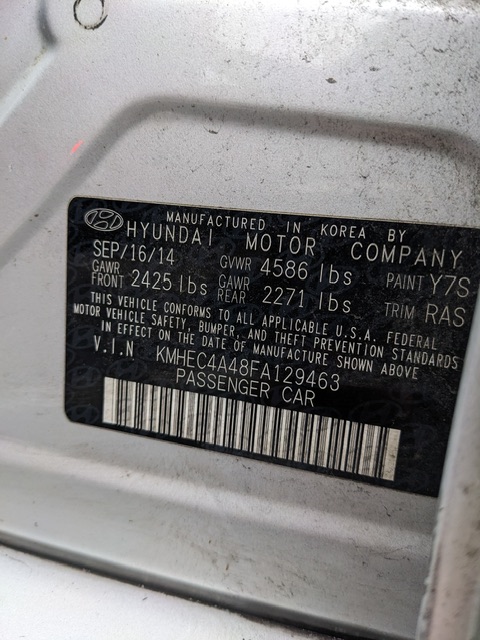 MANUFACTURED IN KOREA BY
HYUNDAI MOTOR COMPANY
SEP/16/14 GVWR 4586 lbs PAINT Y7S
GAWR FRONT 2425 lbs GAWR REAR 2271 lbs TRIM RAS
THIS VEHICLE CONFORMS TO ALL APPLICABLE U.S.A. FEDERAL
MOTOR VEHICLE SAFETY, BUMPER, AND THEFT PREVENTION STANDARDS
IN EFFECT ON THE DATE OF MANUFACTURE SHOWN ABOVE
V.I.N KMHEC4A48FA129463
PASSENGER CAR